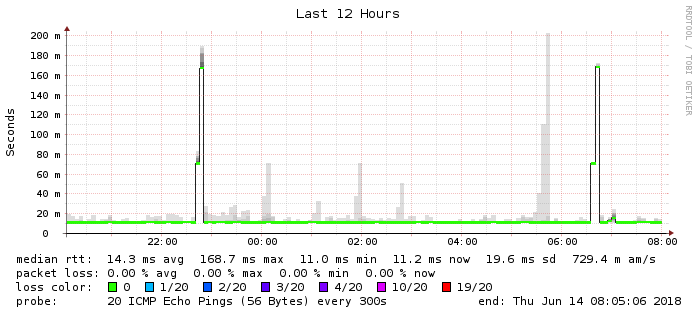 Last 12 Hours
RRDTOOL / TOBI OETIKER
Seconds
200 m
180 m
160 m
140 m
120 m
100 m
80 m
60 m
40 m
20 m
0
22:00 00:00 02:00 04:00 06:00 08:00
median rtt: 14.3 ms avg 168.7 ms max 11.0 ms min 11.2 ms now 19.6 ms sd 729.4 m am/s
packet loss: 0.00 % avg 0.00 % max 0.00 % min 0.00 % now
loss color: 0 1/20 2/20 3/20 4/20 10/20 19/20
probe: 20 ICMP Echo Pings (56 Bytes) every 300s end: Thu Jun 14 08:05:06 2018